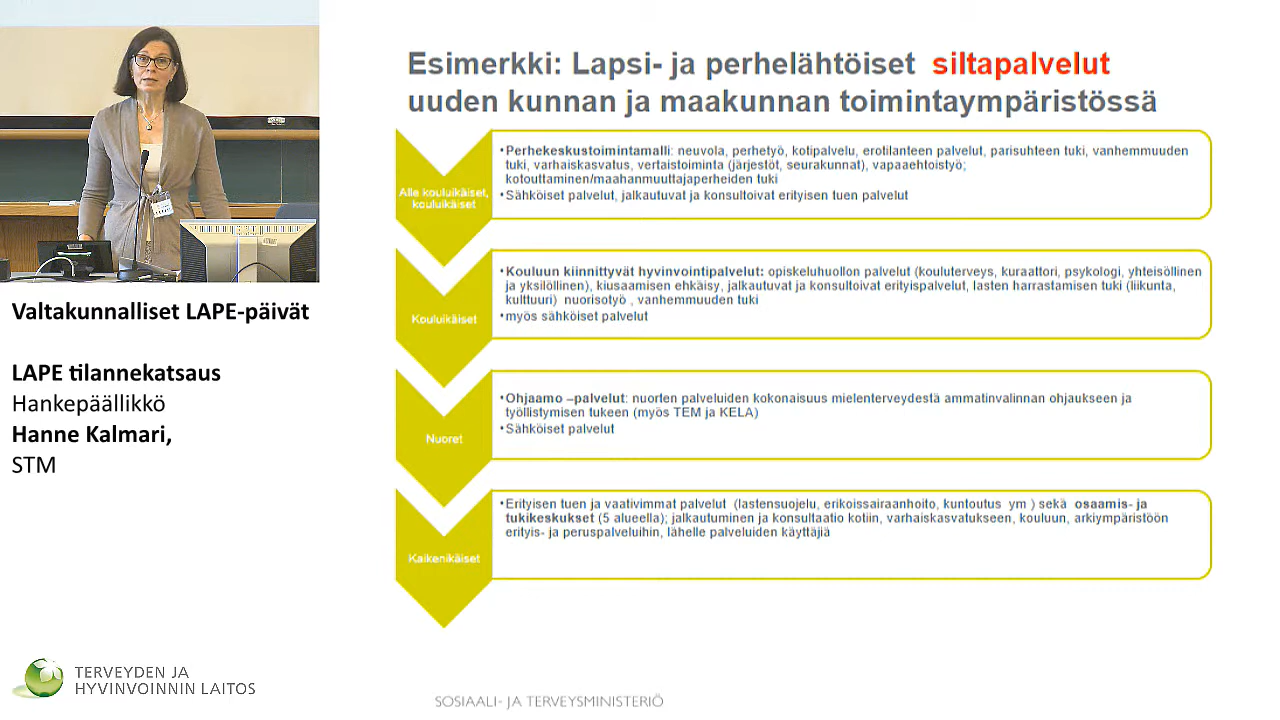 Esimerkki: Lapsi- ja perhelähtöiset siltapalvelut
uuden kunnan ja maakunnan toimintaympäristössä
Alle kouluikäiset,
kouluikäiset
•Perhekeskustoimintamalli: neuvola, perhetyö, kotipalvelu, erotilanteen palvelut, parisuhteen tuki, vanhemmuuden
tuki, varhaiskasvatus, vertaistoiminta (järjestöt, seurakunnat), vapaaehtoistyö;
kotouttaminen/maahanmuuttajaperheiden tuki
•Sähköiset palvelut, jalkautuvat ja konsultoivat erityisen tuen palvelut
Kouluikäiset
•Kouluun kiinnittyvät hyvinvointipalvelut: opiskeluhuollon palvelut (kouluterveys, kuraattori, psykologi, yhteisöllinen
ja yksilöllinen), kiusaamisen ehkäisy, jalkautuvat ja konsultoivat erityispalvelut, lasten harrastamisen tuki (liikunta,
kulttuuri) nuorisotyö , vanhemmuuden tuki
•myös sähköiset palvelut
Nuoret
•Ohjaamo –palvelut: nuorten palveluiden kokonaisuus mielenterveydestä ammatinvalinnan ohjaukseen ja
työllistymisen tukeen (myös TEM ja KELA)
•Sähköiset palvelut
Kaikenikäiset
•Erityisen tuen ja vaativimmat palvelut (lastensuojelu, erikoissairaanhoito, kuntoutus ym ) sekä osaamis- ja
tukikeskukset (5 alueella); jalkautuminen ja konsultaatio kotiin, varhaiskasvatukseen, kouluun, arkiympäristöön
erityis- ja peruspalveluihin, lähelle palveluiden käyttäjiä
Valtakunnalliset LAPE-päivät
LAPE tilannekatsaus
Hankepäällikkö
Hanne Kalmari,
STM
TERVEYDEN JA
HYVINVOINNIN LAITOS
SOSIAALI- JA TERVEYSMINISTERIÖ